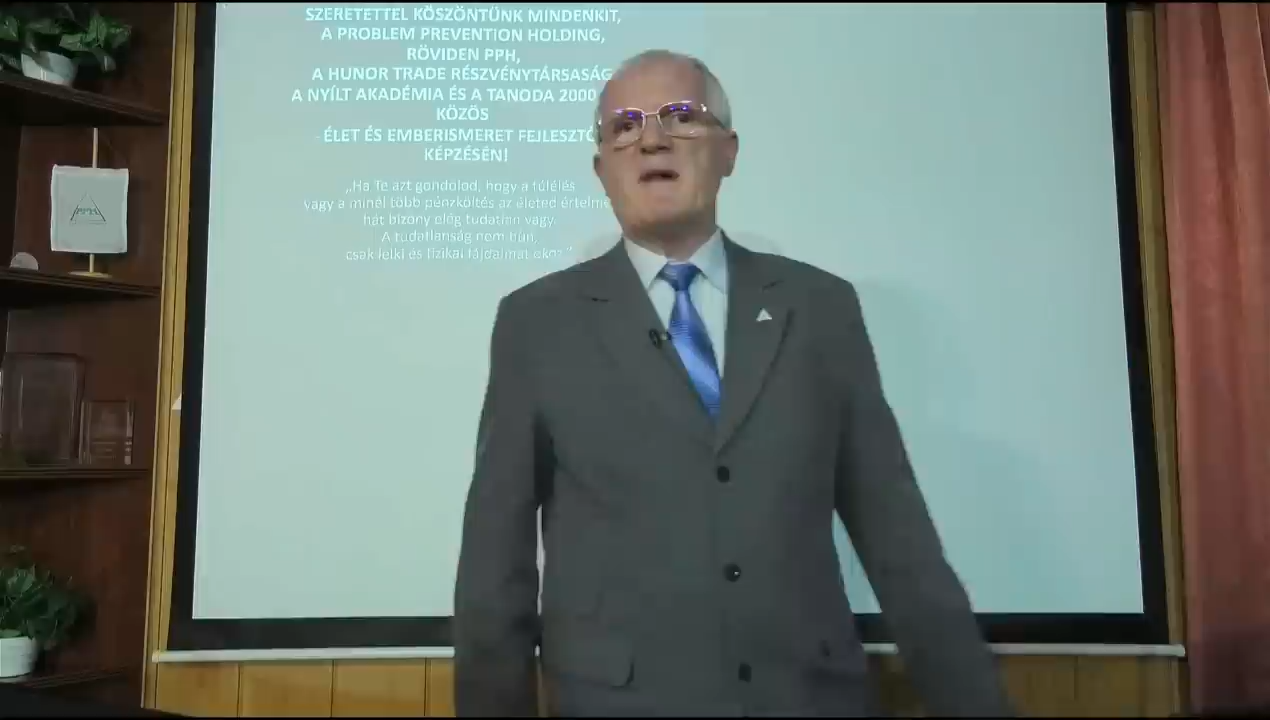 SZERETETTEL KÖSZÖNTÜNK MINDENKIT,
A PROBLEM PREVENTION HOLDING,
RÖVIDEN PPH,
A HUNOR TRADE RÉSZVÉNYTÁRSASÁG
A NYÍLT AKADÉMIA ÉS A TANODA 2000
KÖZÖS
- ÉLET ÉS EMBERISMERET FEJLESZTŐ
KÉPZÉSÉN!
„Ha Te azt gondolod, hogy a túlélés
vagy a minél több pénzköltés az életed értelme
hát bizony elég tudatlan vagy.
A tudatlanság nem bűn,
csak lelki és fizikai fájdalmat okoz."
PPH